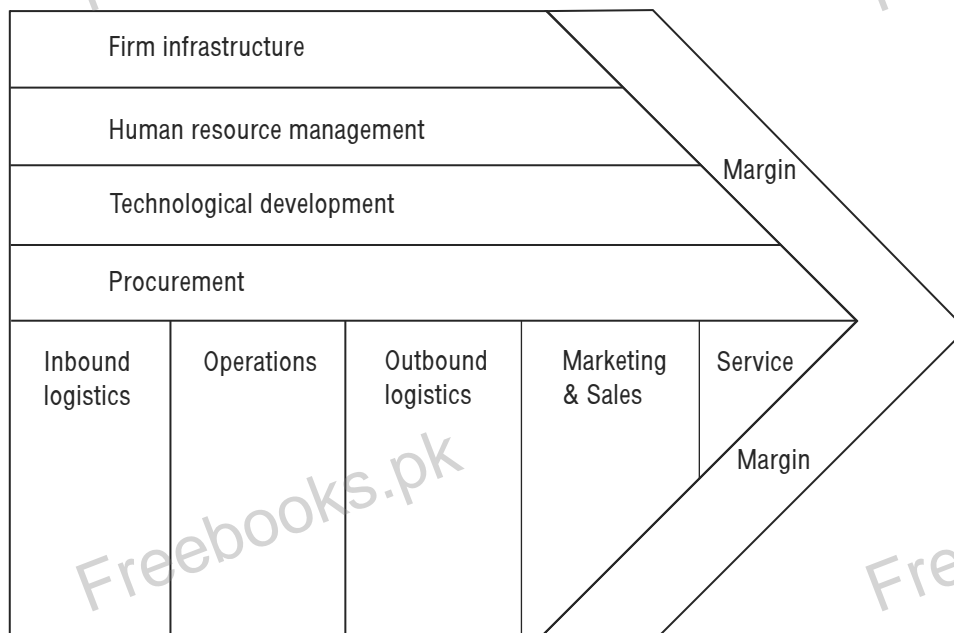 Firm infrastructure
Human resource management
Margin
Technological development
Procurement
Inbound
logistics
Operations
Outbound
logistics
Marketing
& Sales
Service
Margin
Freebooks.pk
Fre